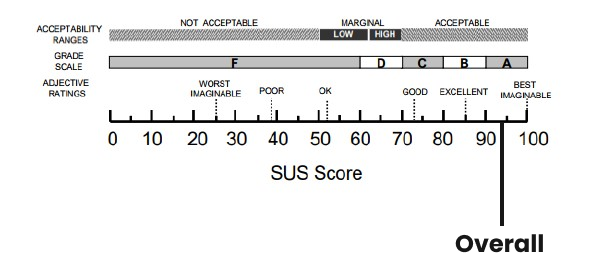 ACCEPTABILITY RANGES
NOT ACCEPTABLE
MARGINAL
ACCEPTABLE
LOW
HIGH
GRADE SCALE
F
D
C
B
A
ADJECTIVE RATINGS
WORST IMAGINABLE
POOR
OK
GOOD
EXCELLENT
BEST IMAGINABLE
0 10 20 30 40 50 60 70 80 90 100
SUS Score
Overall